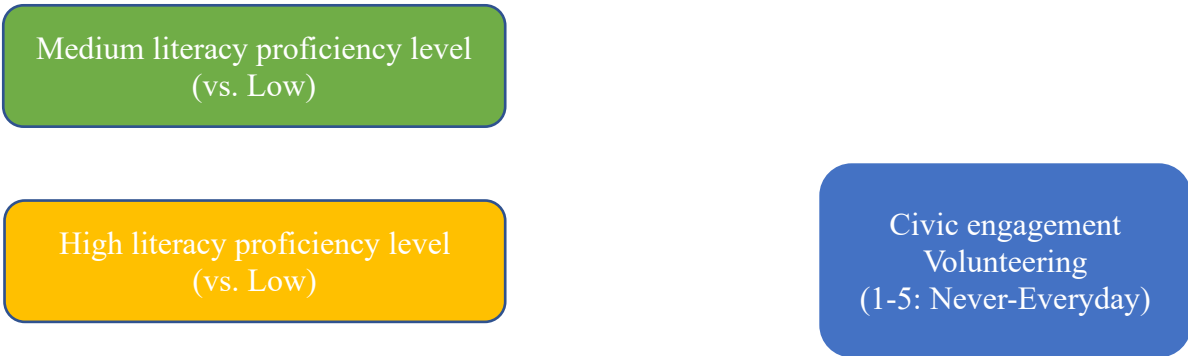 Medium literacy proficiency level
(vs. Low)
High literacy proficiency level
(vs. Low)
Civic engagement
Volunteering
(1-5: Never-Everyday)